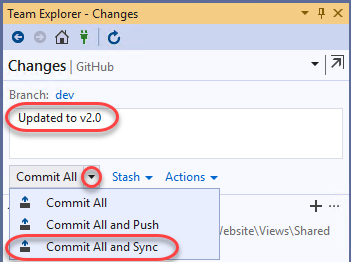 Team Explorer - Changes
Changes | GitHub
Branch: dev
Updated to v2.0
Commit All Stash Actions
Commit All
Commit All and Push
Commit All and Sync
Website\Views\Shared